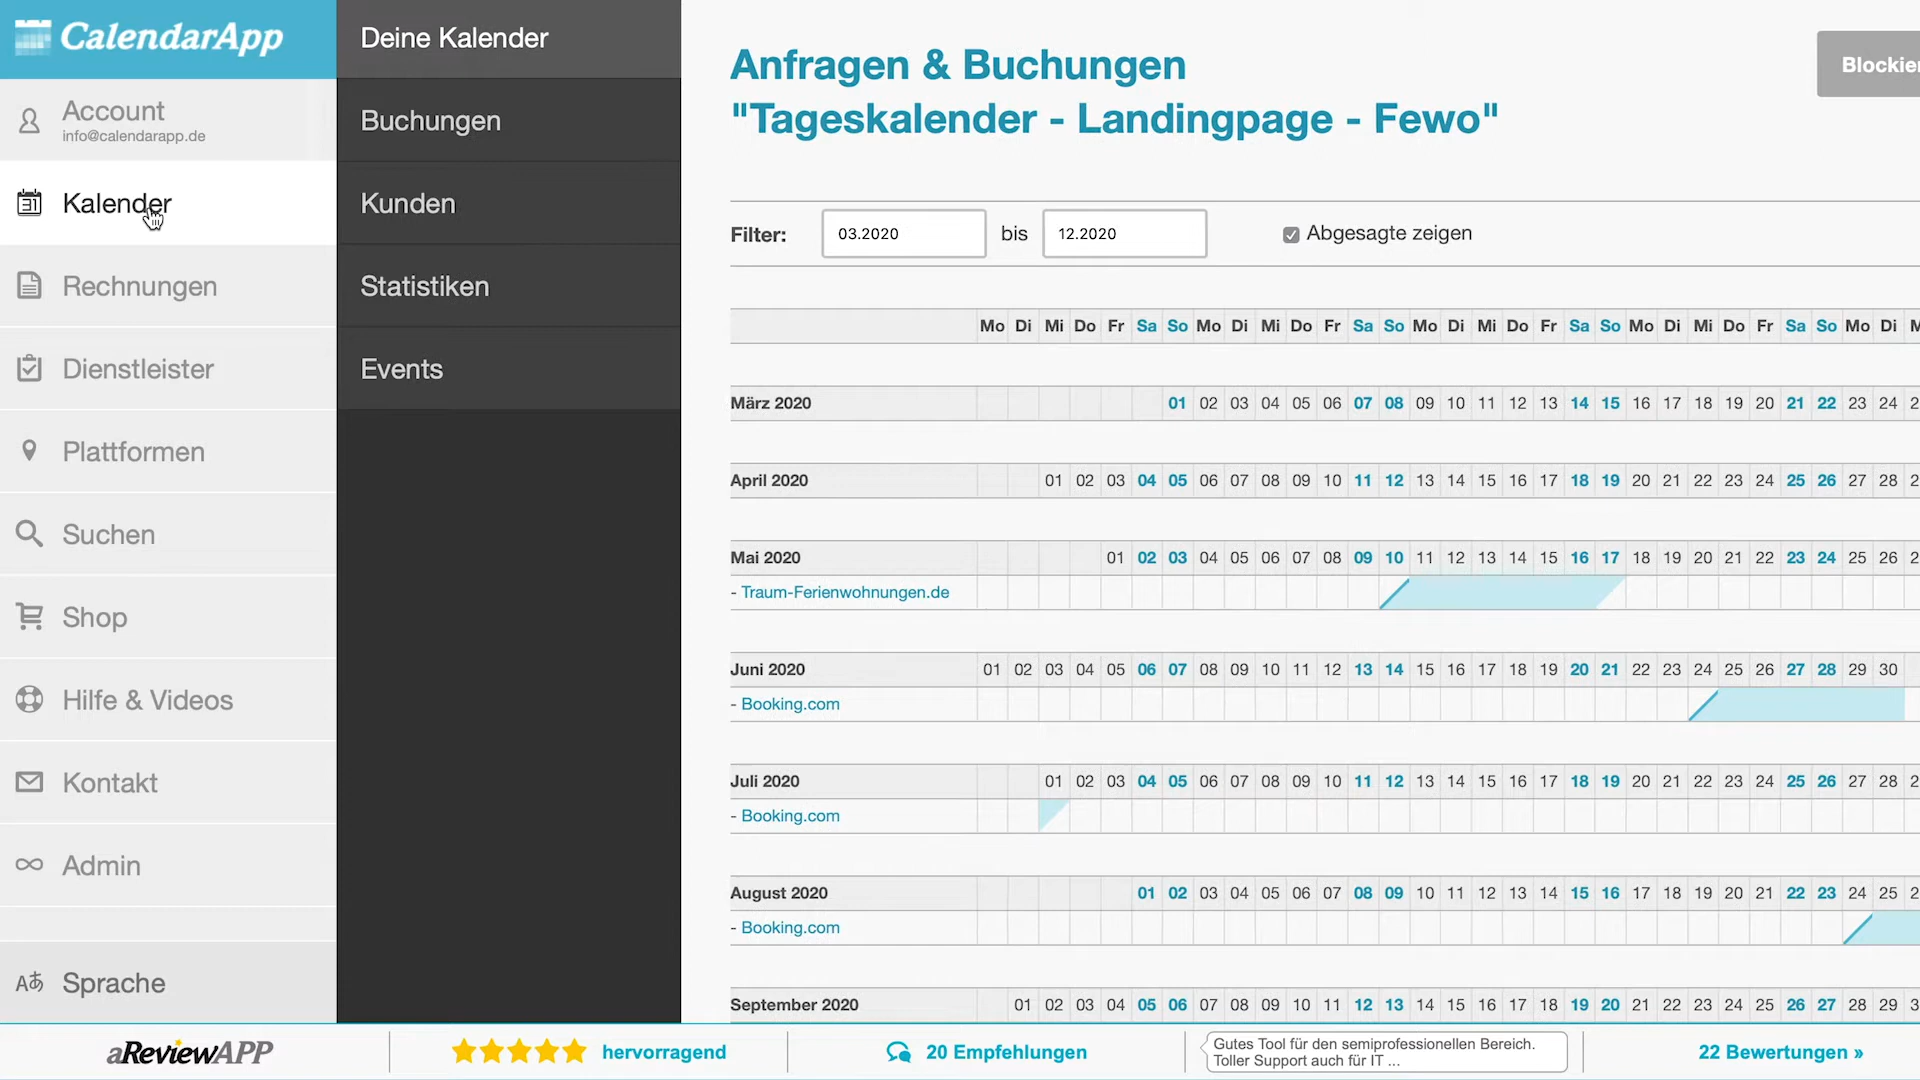 CalendarApp
Account
info@calendarapp.de
Kalender
Rechnungen
Dienstleister
Plattformen
Suchen
Shop
Hilfe & Videos
Kontakt
Admin
Sprache
Deine Kalender
Buchungen
Kunden
Statistiken
Events
Anfragen & Buchungen
"Tageskalender - Landingpage - Fewo"
Filter: 03.2020 bis 12.2020 Abgesagte zeigen
Mo Di Mi Do Fr Sa So Mo Di Mi Do Fr Sa So Mo Di Mi Do Fr Sa So Mo Di Mi Do Fr Sa So Mo Di
März 2020 01 02 03 04 05 06 07 08 09 10 11 12 13 14 15 16 17 18 19 20 21 22 23 24
April 2020 01 02 03 04 05 06 07 08 09 10 11 12 13 14 15 16 17 18 19 20 21 22 23 24 25 26 27 28
Mai 2020 01 02 03 04 05 06 07 08 09 10 11 12 13 14 15 16 17 18 19 20 21 22 23 24 25 26
- Traum-Ferienwohnungen.de
Juni 2020 01 02 03 04 05 06 07 08 09 10 11 12 13 14 15 16 17 18 19 20 21 22 23 24 25 26 27 28 29 30
- Booking.com
Juli 2020 01 02 03 04 05 06 07 08 09 10 11 12 13 14 15 16 17 18 19 20 21 22 23 24 25 26 27 28
- Booking.com
August 2020 01 02 03 04 05 06 07 08 09 10 11 12 13 14 15 16 17 18 19 20 21 22 23 24 25
- Booking.com
September 2020 01 02 03 04 05 06 07 08 09 10 11 12 13 14 15 16 17 18 19 20 21 22 23 24 25 26 27 28 29
aReviewAPP
hervorragend
20 Empfehlungen
Gutes Tool für den semiprofessionellen Bereich.
Toller Support auch für IT ...
22 Bewertungen »